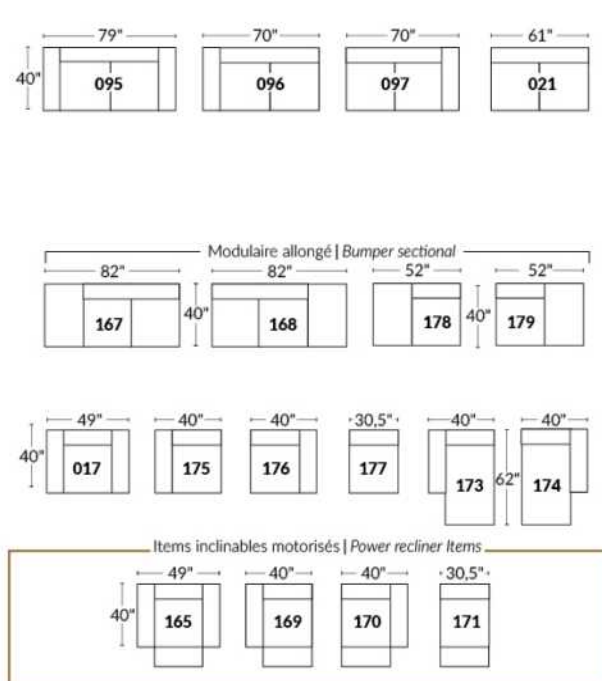 79" 70" 70" 61"
40" 095 096 097 021
Modulaire allongé | Bumper sectional
82" 82" 52" 52"
167 40" 168 178 40" 179
49" 40" 40" 30,5" 40" 40"
40" 017 175 176 177 173 62" 174
Items inclinables motorisés | Power recliner Items
49" 40" 40" 30,5"
40" 165 169 170 171